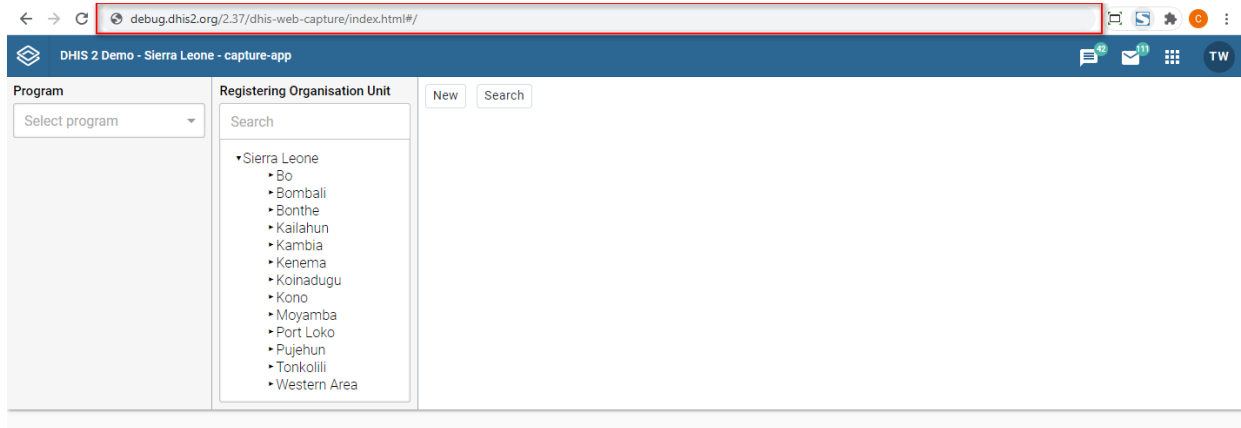 debug.dhis2.org/2.37/dhis-web-capture/index.html#/
S
C
DHIS 2 Demo - Sierra Leone - capture-app
42
111
TW
Program
Registering Organisation Unit
New
Search
Select program
Search
Sierra Leone
Bo
Bombali
Bonthe
Kailahun
Kambia
Kenema
Koinadugu
Kono
Moyamba
Port Loko
Pujehun
Tonkolili
Western Area